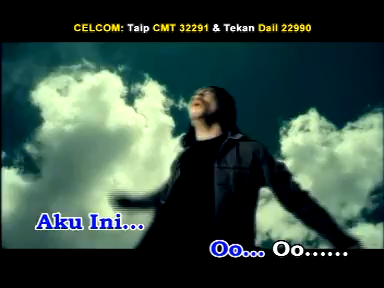 CELCOM: Taip CMT 32291 & Tekan Dail 22990
Aku Ini...
Oo... Oo......